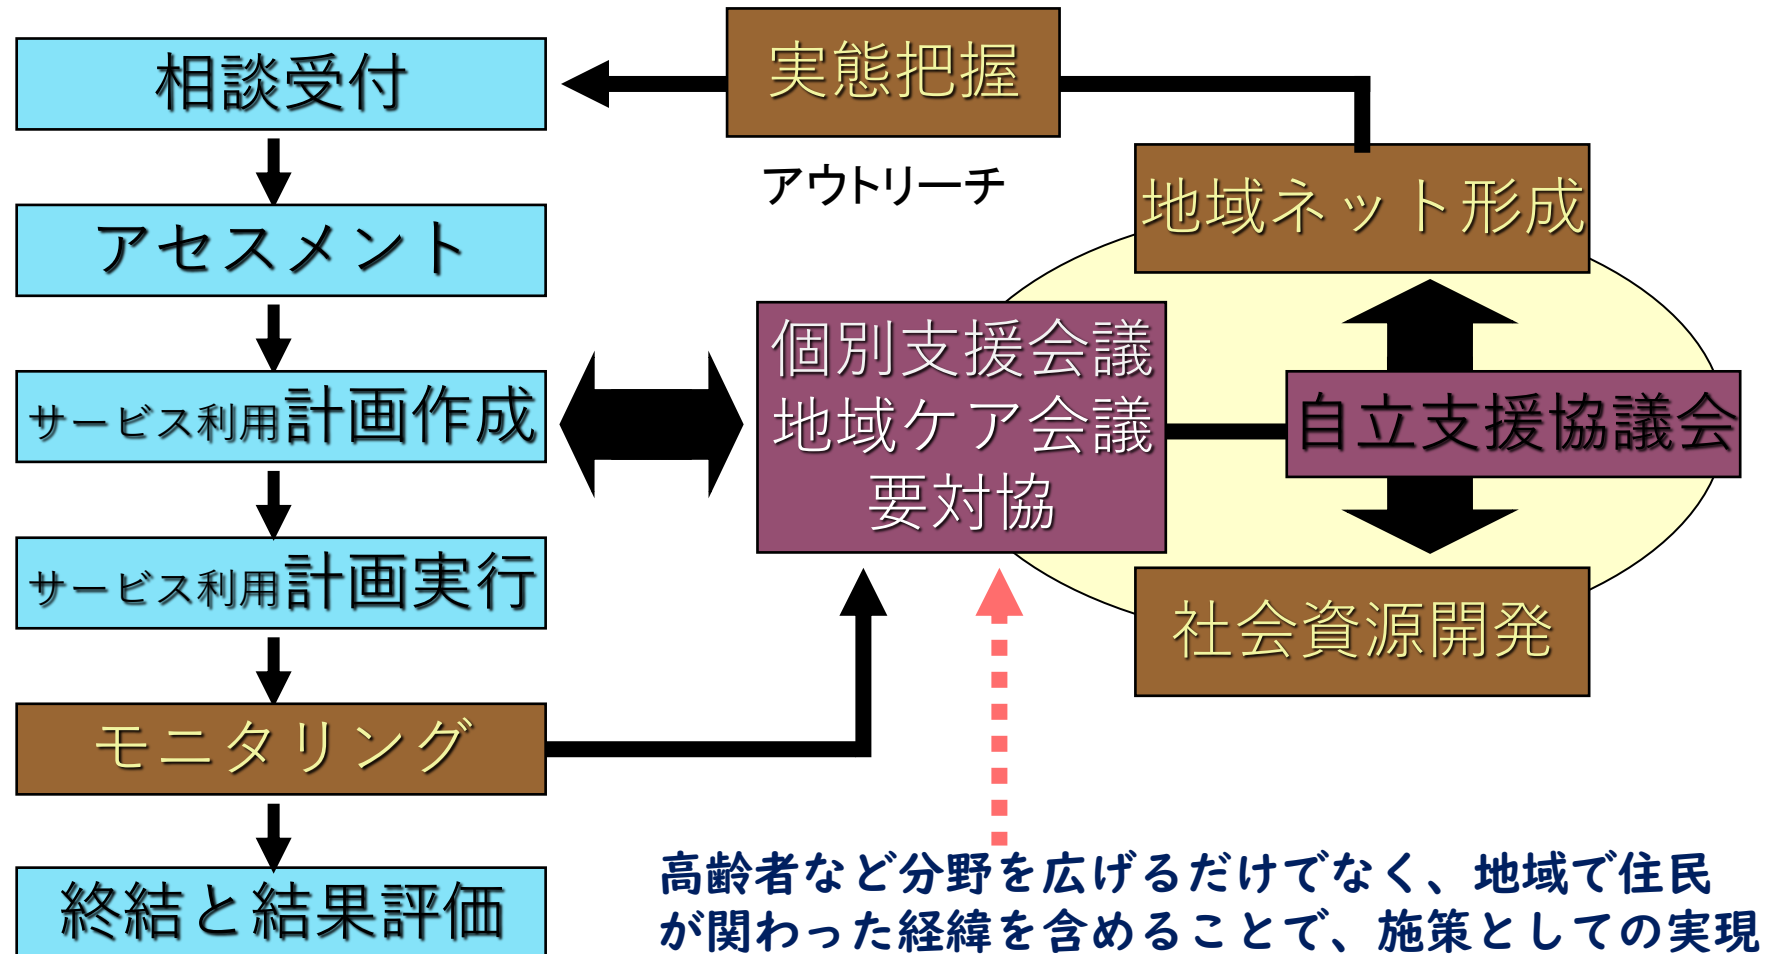 相談受付
アセスメント
サービス利用計画作成
サービス利用計画実行
モニタリング
終結と結果評価
実態把握
アウトリーチ
地域ネット形成
個別支援会議
地域ケア会議
要対協
自立支援協議会
社会資源開発
高齢者など分野を広げるだけでなく、地域で住民
が関わった経緯を含めることで、施策としての実現